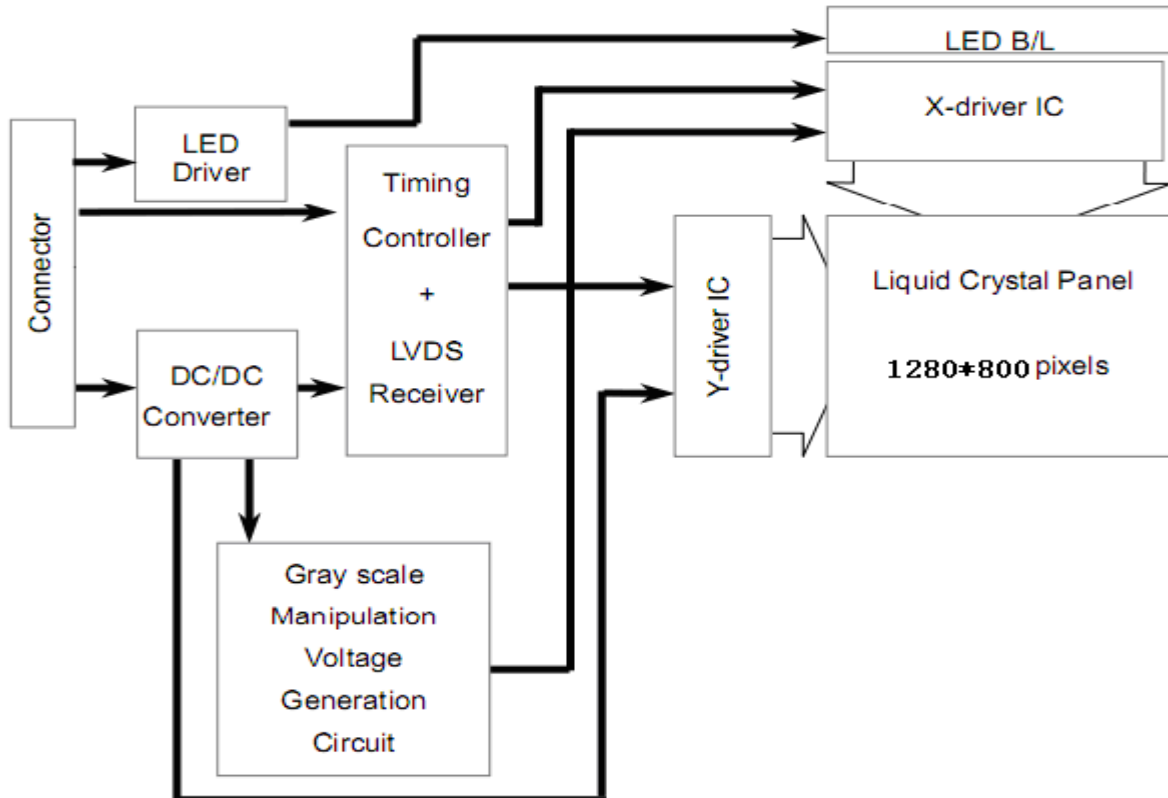 LED B/L
X-driver IC
LED
Driver
Timing
Controller
+
LVDS
Receiver
Connector
DC/DC
Converter
Y-driver IC
Liquid Crystal Panel
1280*800 pixels
Gray scale
Manipulation
Voltage
Generation
Circuit